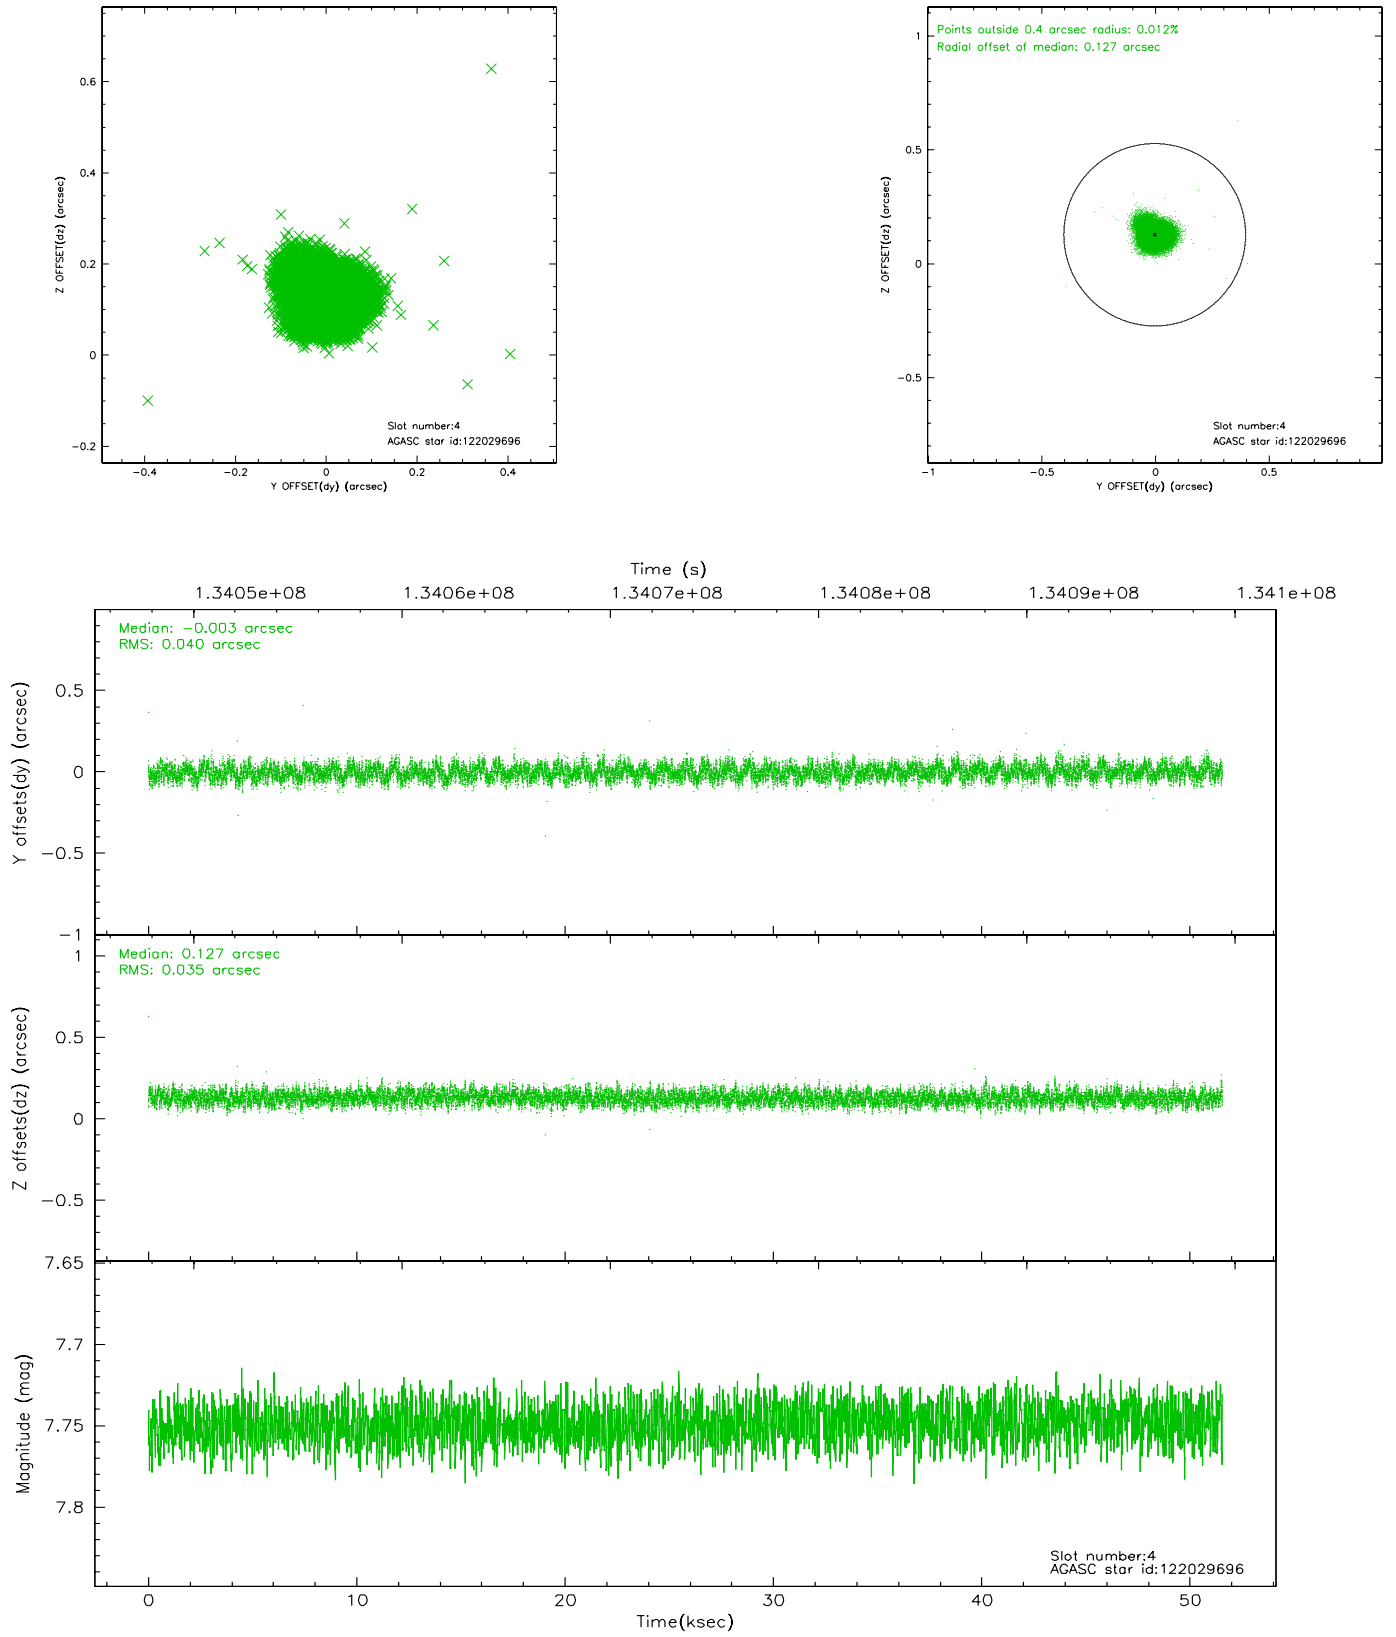 0.6
0.4
0.2
0
−0.2
−0.4
−0.2
0
0.2
0.4
Z OFFSET(dz) (arcsec)
Y OFFSET(dy) (arcsec)
Slot number:4
AGASC star id:122029696
Points outside 0.4 arcsec radius: 0.012%
Radial offset of median: 0.127 arcsec
1
0.5
0
−0.5
−1
−0.5
0
0.5
Z OFFSET(dz) (arcsec)
Y OFFSET(dy) (arcsec)
Slot number:4
AGASC star id:122029696
Time (s)
1.3405e+08
1.3406e+08
1.3407e+08
1.3408e+08
1.3409e+08
1.341e+08
Median: −0.003 arcsec
RMS: 0.040 arcsec
0.5
0
−0.5
−1
Y offsets(dy) (arcsec)
Median: 0.127 arcsec
RMS: 0.035 arcsec
1
0.5
0
−0.5
Z offsets(dz) (arcsec)
7.65
7.7
7.75
7.8
Magnitude (mag)
Slot number:4
AGASC star id:122029696
0
10
20
30
40
50
Time(ksec)